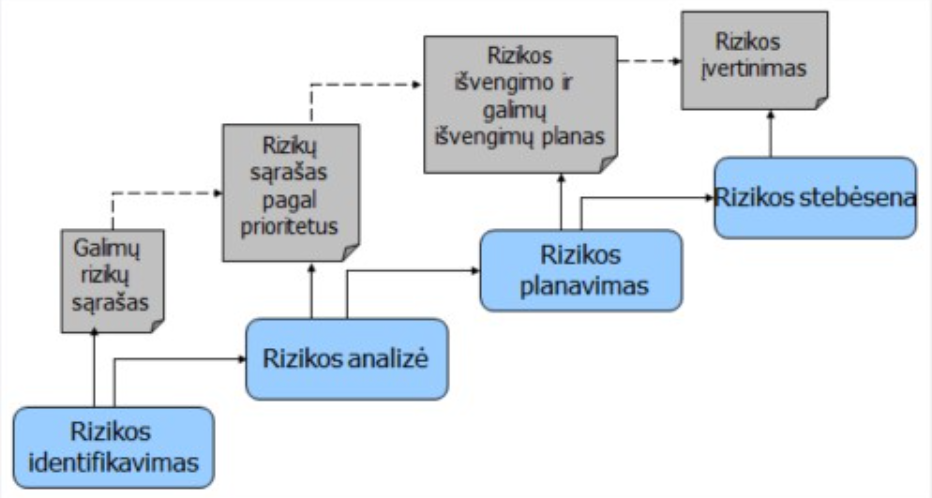 Rizikos
įvertinimas
Rizikos
išvengimo ir
galimų
išvengimų planas
Rizikų
sąrašas
pagal
prioritetus
Galimų
rizikų
sąrašas
Rizikos stebėsena
Rizikos
planavimas
Rizikos analizė
Rizikos
identifikavimas